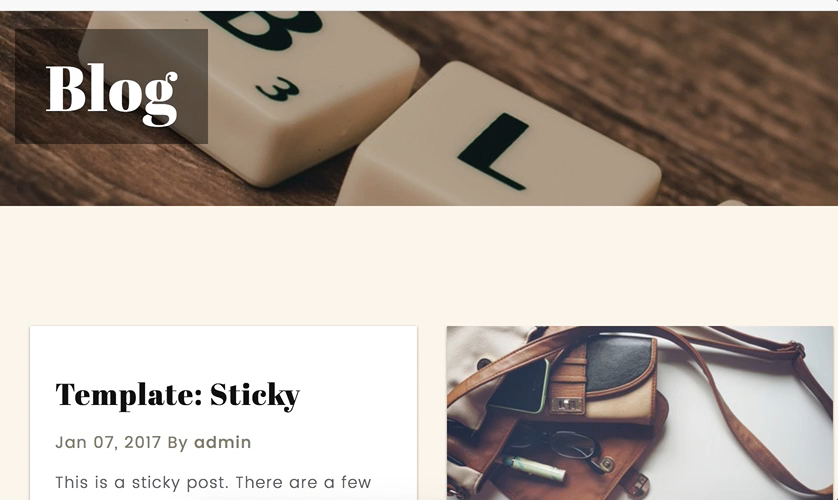 B
3
L
Blog
Template: Sticky
Jan 07, 2017 By admin
This is a sticky post. There are a few